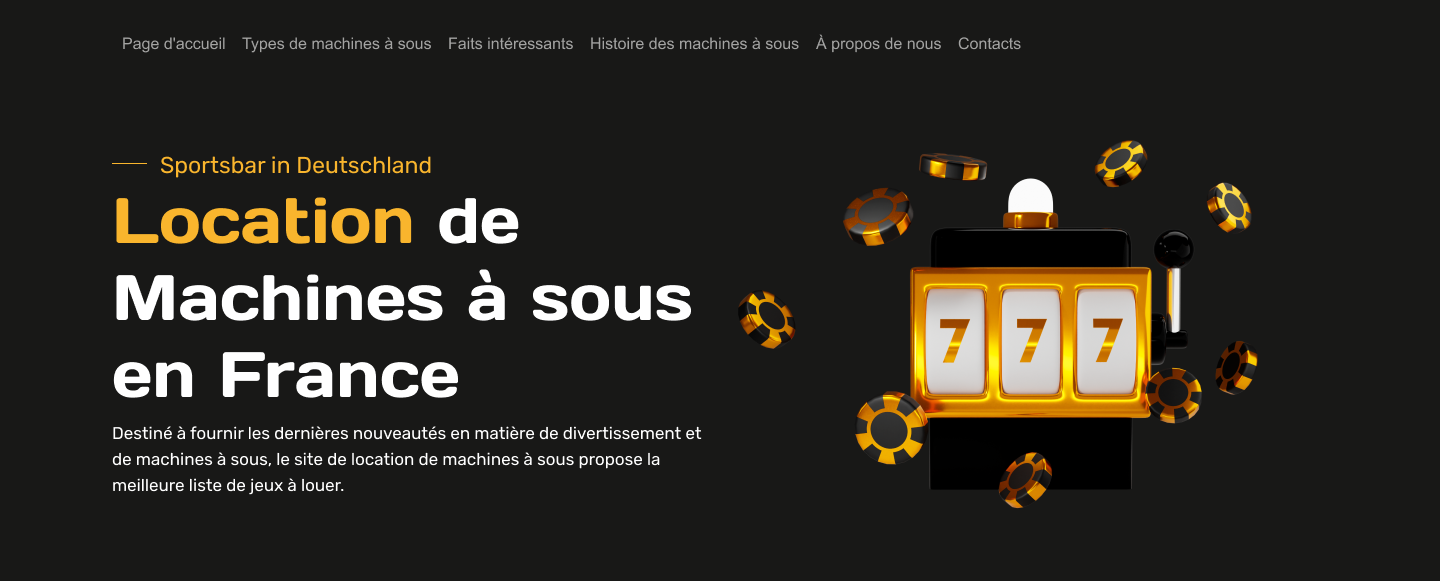 Page d'accueil Types de machines à sous Faits intéressants Histoire des machines à sous À propos de nous Contacts
Sportsbar in Deutschland
Location de
Machines à sous
en France
Destiné à fournir les dernières nouveautés en matière de divertissement et
de machines à sous, le site de location de machines à sous propose la
meilleure liste de jeux à louer.
7 7 7